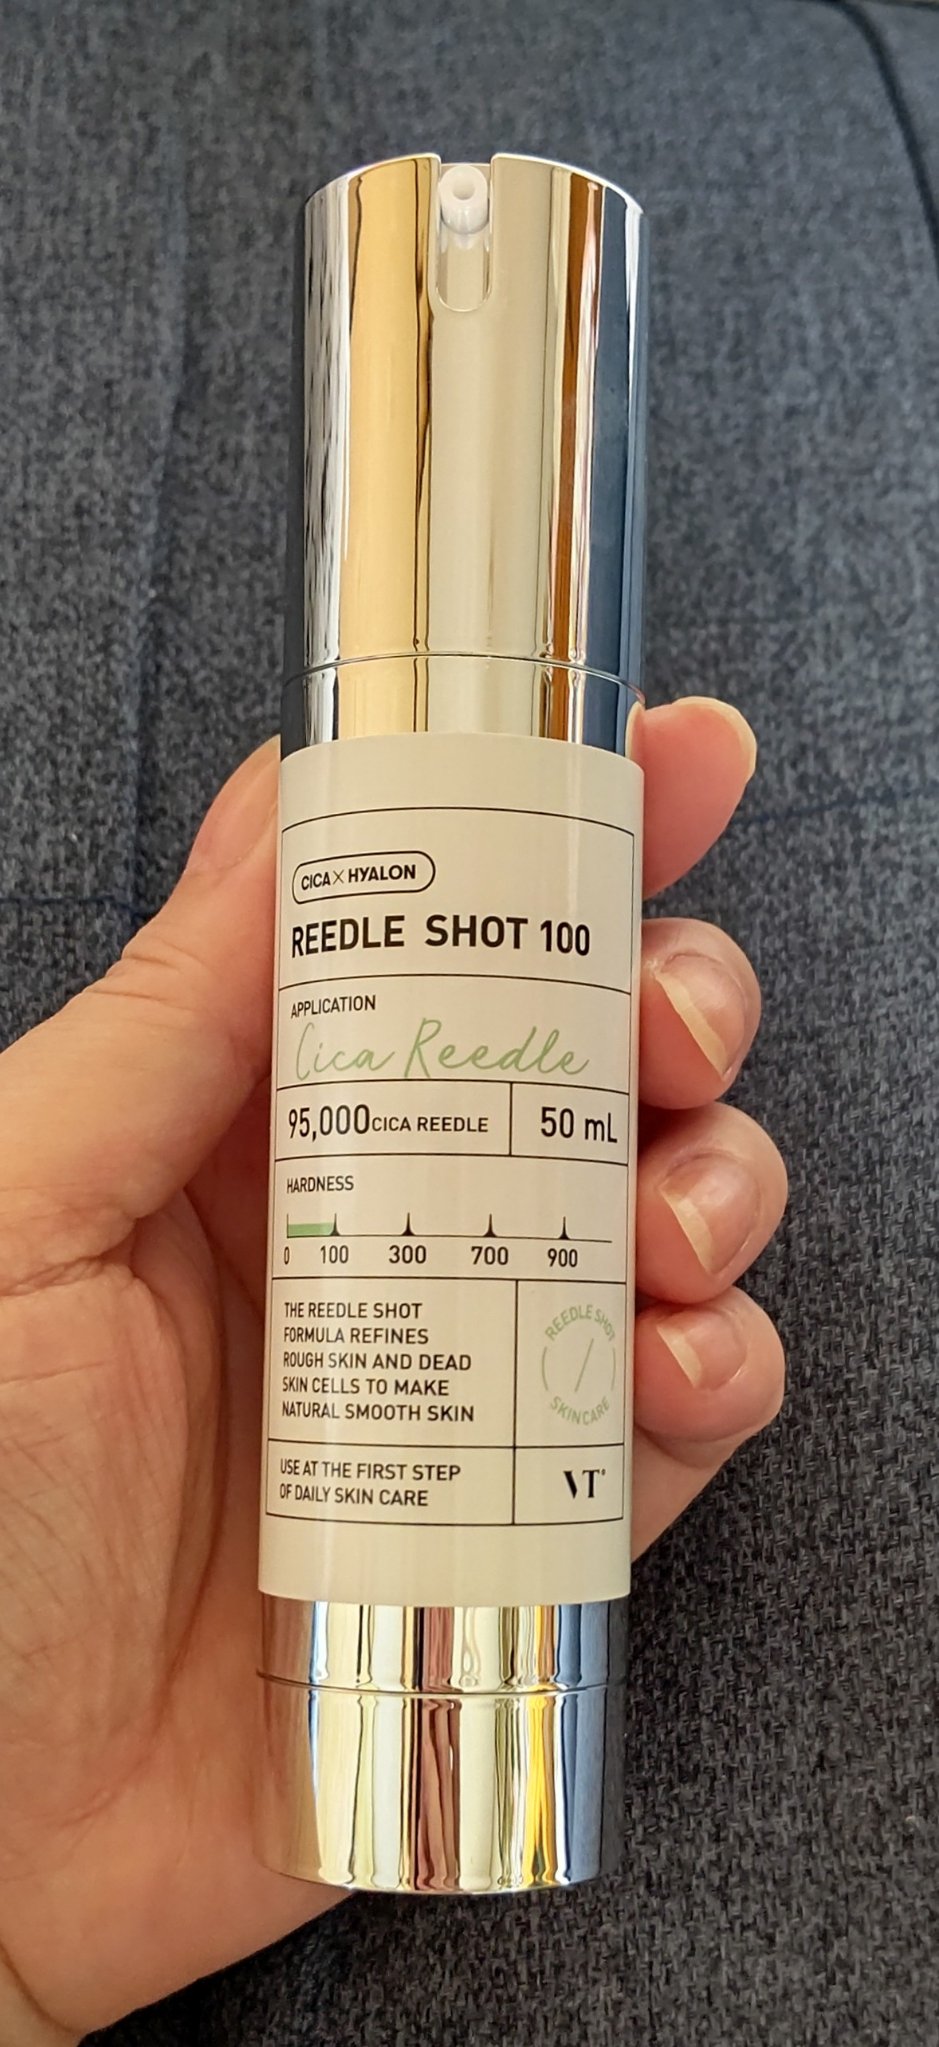 CICA X HYALON
REEDLE SHOT 100
APPLICATION
Cica Reedle
95,000 CICA REEDLE
50 mL
HARDNESS
0 100 300 700 900
THE REEDLE SHOT
FORMULA REFINES
ROUGH SKIN AND DEAD
SKIN CELLS TO MAKE
NATURAL SMOOTH SKIN
REEDLE SHOT
SKINCARE
USE AT THE FIRST STEP
OF DAILY SKIN CARE
VT